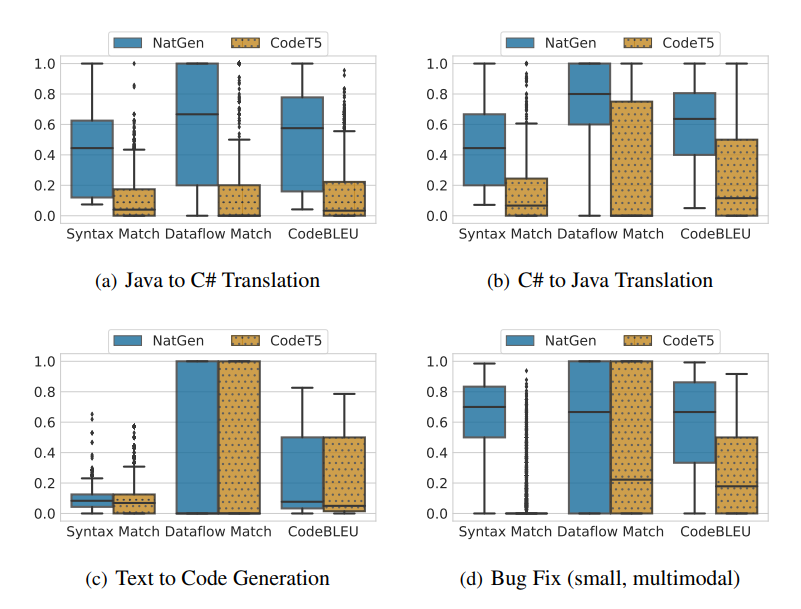 NatGen CodeT5 NatGen CodeT5
1.0 1.0
0.8 0.8
0.6 0.6
0.4 0.4
0.2 0.2
0.0 0.0
Syntax Match Dataflow Match CodeBLEU Syntax Match Dataflow Match CodeBLEU
(a) Java to C# Translation (b) C# to Java Translation
NatGen CodeT5 NatGen CodeT5
1.0 1.0
0.8 0.8
0.6 0.6
0.4 0.4
0.2 0.2
0.0 0.0
Syntax Match Dataflow Match CodeBLEU Syntax Match Dataflow Match CodeBLEU
(c) Text to Code Generation (d) Bug Fix (small, multimodal)